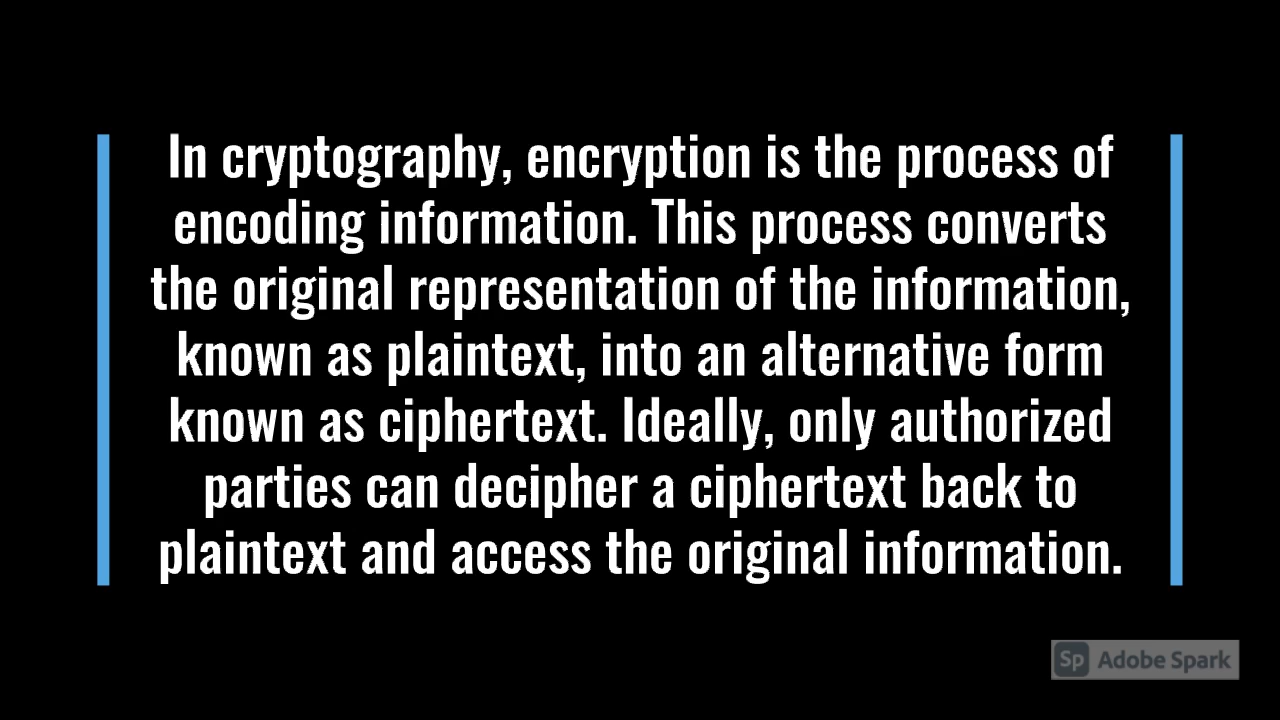 In cryptography, encryption is the process of
encoding information. This process converts
the original representation of the information,
known as plaintext, into an alternative form
known as ciphertext. Ideally, only authorized
parties can decipher a ciphertext back to
plaintext and access the original information.
Sp Adobe Spark